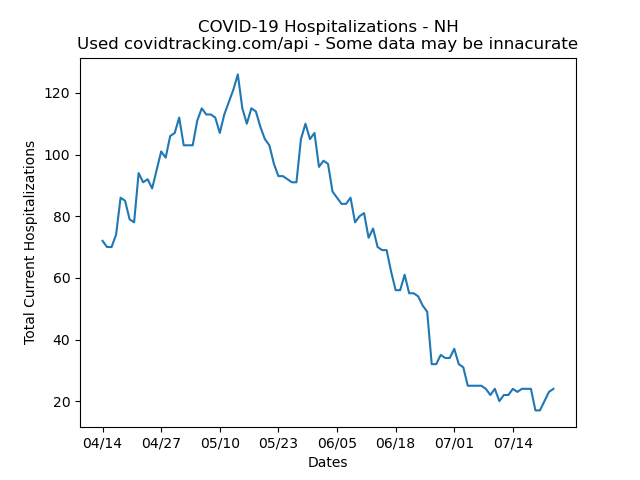 COVID-19 Hospitalizations - NH
Used covidtracking.com/api - Some data may be innacurate
Total Current Hospitalizations
120
100
80
60
40
20
04/14 04/27 05/10 05/23 06/05 06/18 07/01 07/14
Dates